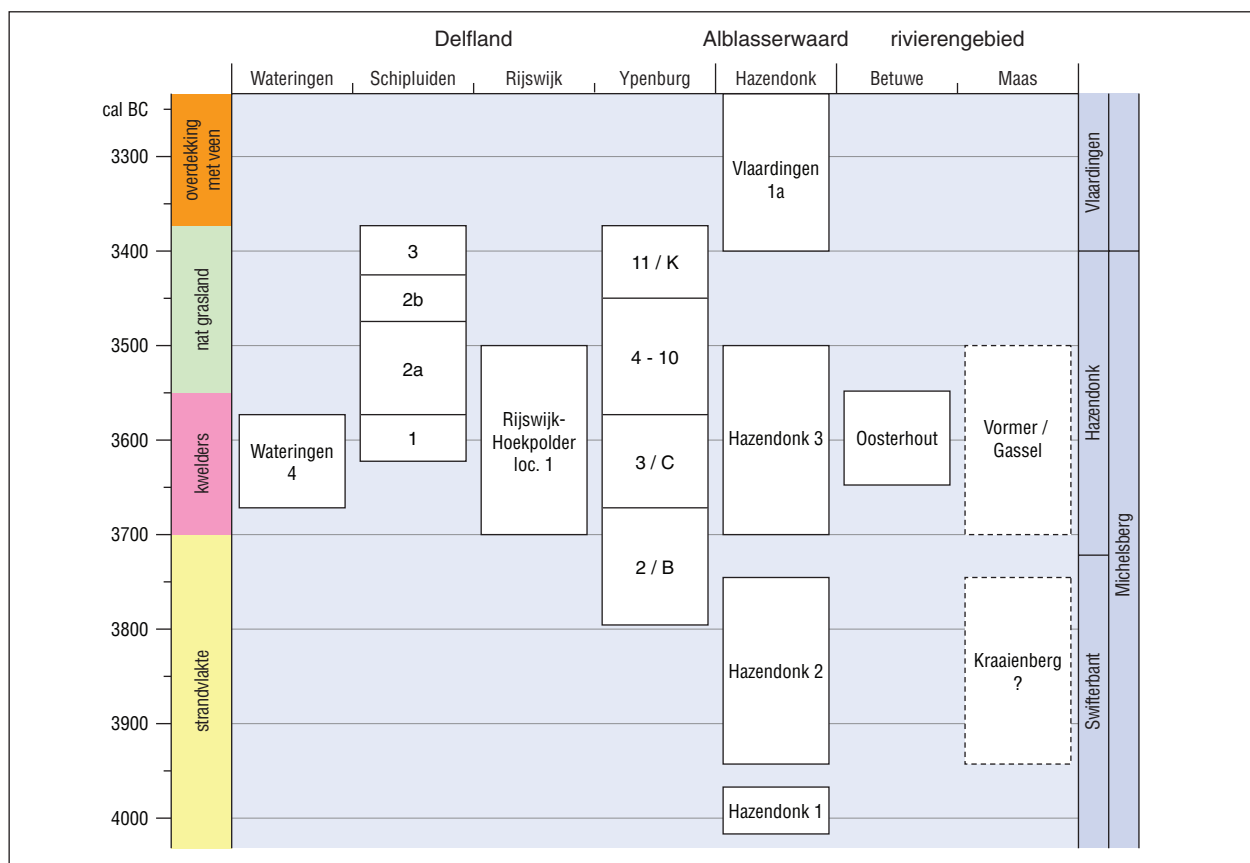 Delfland Alblasserwaard rivierengebied
Wateringen Schipluiden Rijswijk Ypenburg Hazendonk Betuwe Maas
cal BC
3300
3400
3500
3600
3700
3800
3900
4000
overdekking
met veen
nat grasland
kwelders
strandvlakte
Wateringen
4
3
2b
2a
1
Rijswijk-
Hoekpolder
loc. 1
11 / K
4 - 10
3 / C
2 / B
Vlaardingen
1a
Hazendonk 3
Hazendonk 2
Hazendonk 1
Oosterhout
Vormer /
Gassel
Kraaienberg
?
Vlaardingen
Hazendonk
Swifterbant
Michelsberg